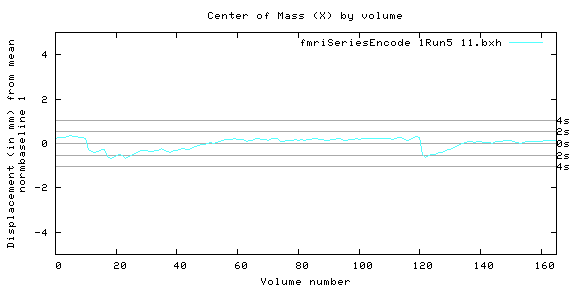 Center of Mass (X) by volume
fmriSeriesEncode 1Run5 11.bxh
Displacement (in mm) from mean
normbaseline 1
4
2
0
-2
-4
4s
2s
0s
2s
4s
0 20 40 60 80 100 120 140 160
Volume number